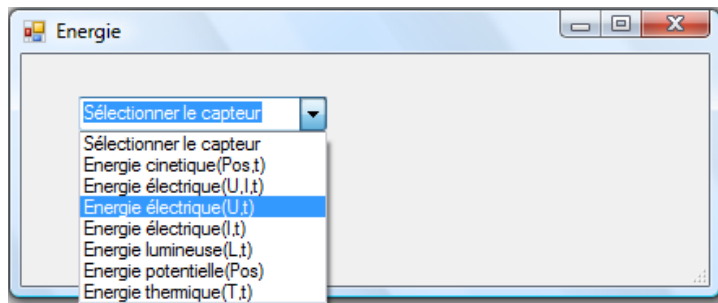 Energie
Sélectionner le capteur
Sélectionner le capteur
Energie cinetique(Pos,t)
Energie électrique(U,I,t)
Energie électrique(U,t)
Energie électrique(I,t)
Energie lumineuse(L,t)
Energie potentielle(Pos)
Energie thermique(T,t)